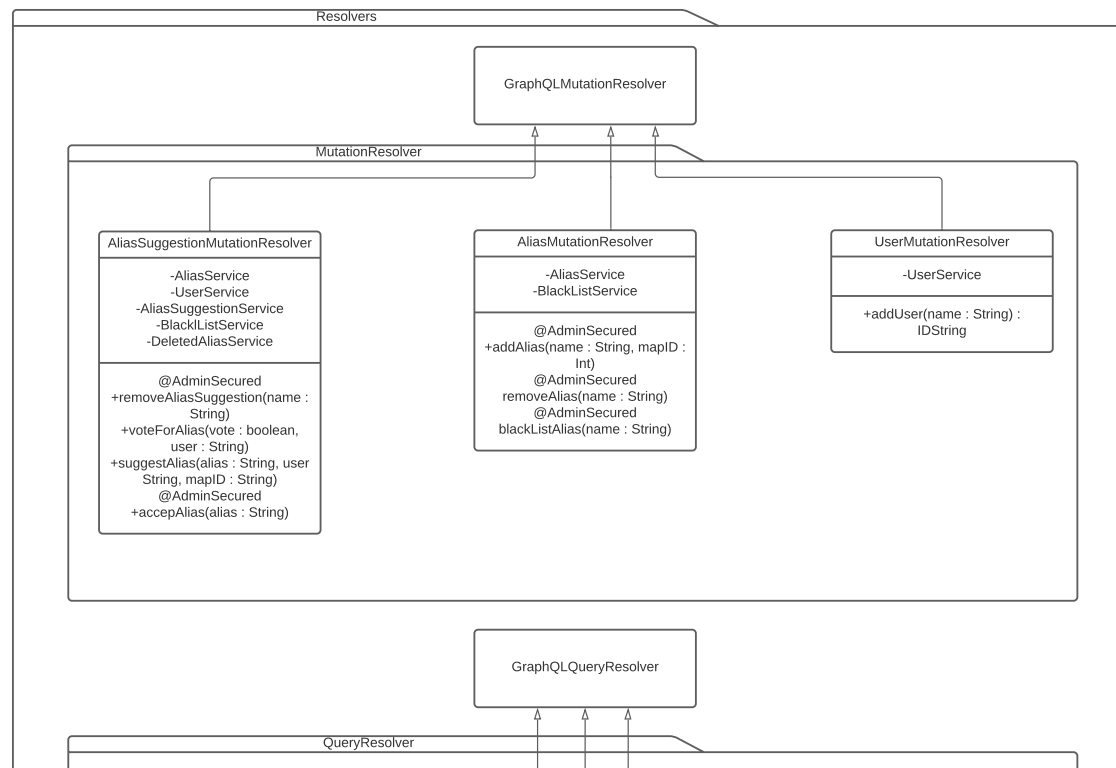 Resolvers
GraphQLMutationResolver
MutationResolver
AliasSuggestionMutationResolver
-AliasService
-UserService
-AliasSuggestionService
-BlacklListService
-DeletedAliasService
@AdminSecured
+removeAliasSuggestion(name :
String)
+voteForAlias(vote : boolean,
user : String)
+suggestAlias(alias : String, user
String, mapID : String)
@AdminSecured
+accepAlias(alias : String)
AliasMutationResolver
-AliasService
-BlackListService
@AdminSecured
+addAlias(name : String, mapID :
Int)
@AdminSecured
removeAlias(name : String)
@AdminSecured
blackListAlias(name : String)
UserMutationResolver
-UserService
+addUser(name : String) :
IDString
GraphQLQueryResolver
QueryResolver